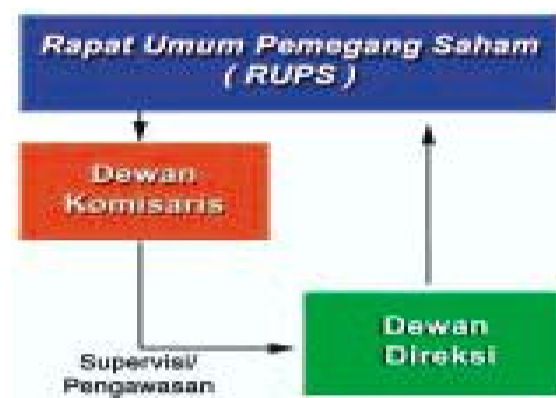 Rapat Umum Pemegang Saham
( RUPS )
Dewan
Komisaris
Dewan
Direksi
Supervisi/
Pengawasan